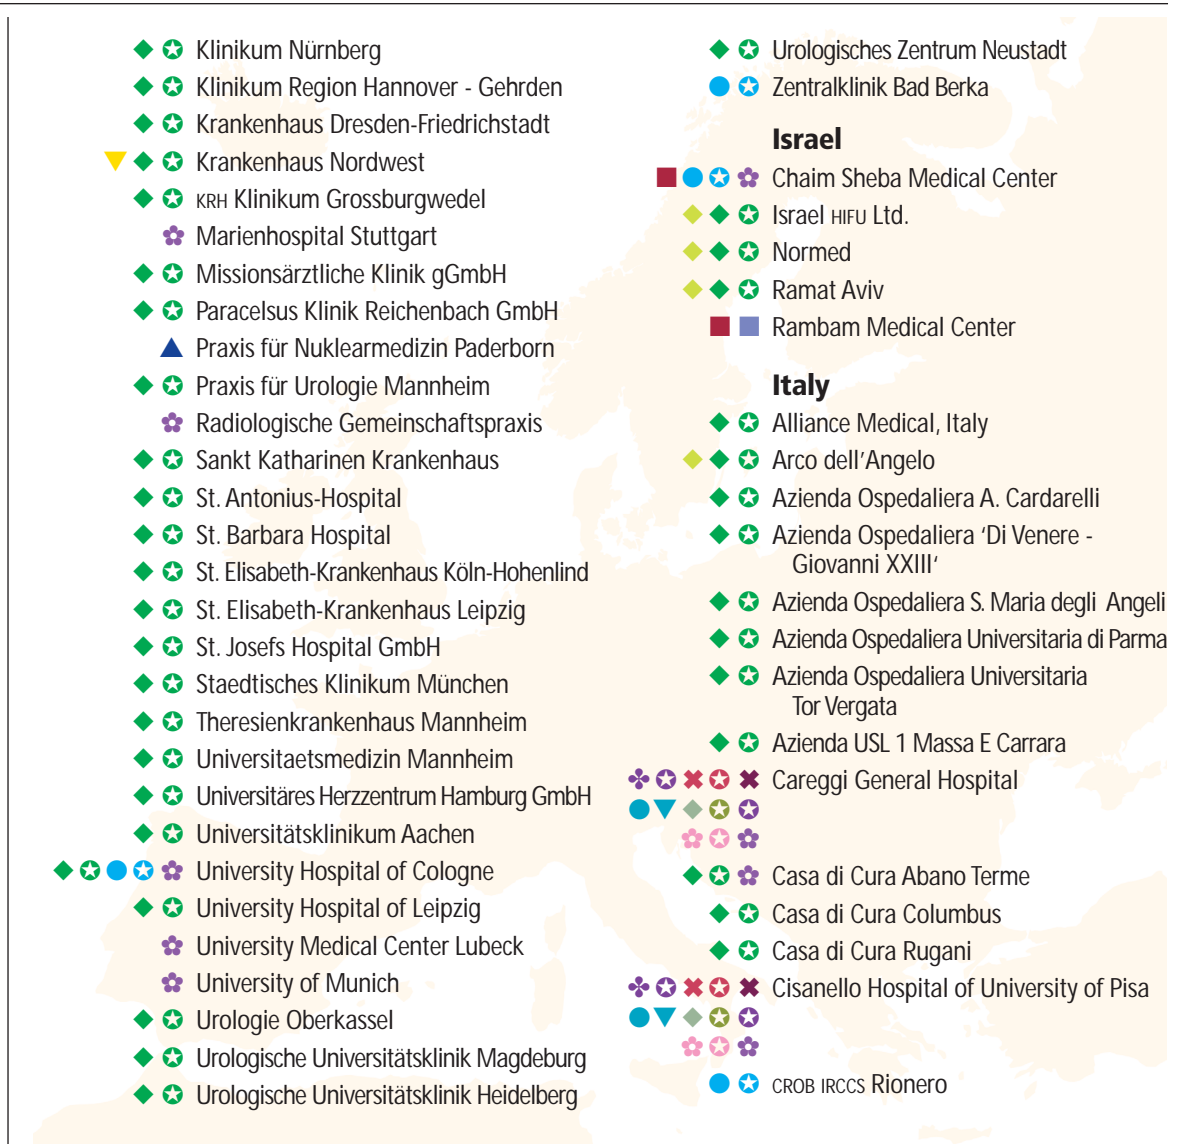 Klinikum Nürnberg
Klinikum Region Hannover - Gehrden
Krankenhaus Dresden-Friedrichstadt
Krankenhaus Nordwest
KRH Klinikum Grossburgwedel
Marienhospital Stuttgart
Missionsärztliche Klinik gGmbH
Paracelsus Klinik Reichenbach GmbH
Praxis für Nuklearmedizin Paderborn
Praxis für Urologie Mannheim
Radiologische Gemeinschaftspraxis
Sankt Katharinen Krankenhaus
St. Antonius-Hospital
St. Barbara Hospital
St. Elisabeth-Krankenhaus Köln-Hohenlind
St. Elisabeth-Krankenhaus Leipzig
St. Josefs Hospital GmbH
Staedtisches Klinikum München
Theresienkrankenhaus Mannheim
Universitaetsmedizin Mannheim
Universitäres Herzzentrum Hamburg GmbH
Universitätsklinikum Aachen
University Hospital of Cologne
University Hospital of Leipzig
University Medical Center Lubeck
University of Munich
Urologie Oberkassel
Urologische Universitätsklinik Magdeburg
Urologische Universitätsklinik Heidelberg
Urologisches Zentrum Neustadt
Zentralklinik Bad Berka
Israel
Chaim Sheba Medical Center
Israel HIFU Ltd.
Normed
Ramat Aviv
Rambam Medical Center
Italy
Alliance Medical, Italy
Arco dell'Angelo
Azienda Ospedaliera A. Cardarelli
Azienda Ospedaliera ‘Di Venere -
Giovanni XXIII‘
Azienda Ospedaliera S. Maria degli Angeli
Azienda Ospedaliera Universitaria di Parma
Azienda Ospedaliera Universitaria
Tor Vergata
Azienda USL 1 Massa E Carrara
Careggi General Hospital
Casa di Cura Abano Terme
Casa di Cura Columbus
Casa di Cura Rugani
Cisanello Hospital of University of Pisa
CROB IRCCS Rionero